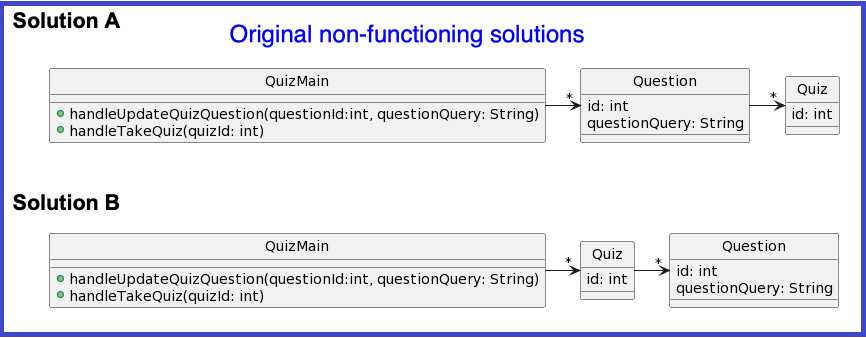 Solution A
Original non-functioning solutions
QuizMain
handleUpdateQuizQuestion(questionId:int, questionQuery: String)
handleTakeQuiz(quizId: int)
*
Question
id: int
questionQuery: String
*
Quiz
id: int
Solution B
QuizMain
handleUpdateQuizQuestion(questionId:int, questionQuery: String)
handleTakeQuiz(quizId: int)
*
Quiz
id: int
*
Question
id: int
questionQuery: String